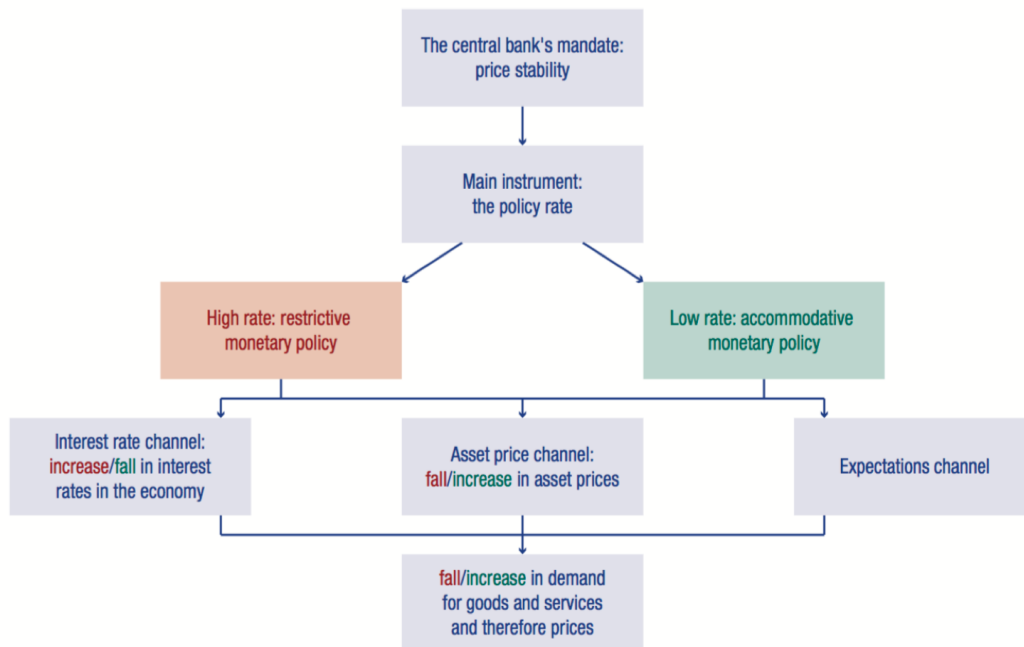 The central bank's mandate:
price stability
Main instrument:
the policy rate
High rate: restrictive
monetary policy
Low rate: accommodative
monetary policy
Interest rate channel:
increase/fall in interest
rates in the economy
Asset price channel:
fall/increase in asset prices
Expectations channel
fall/increase in demand
for goods and services
and therefore prices